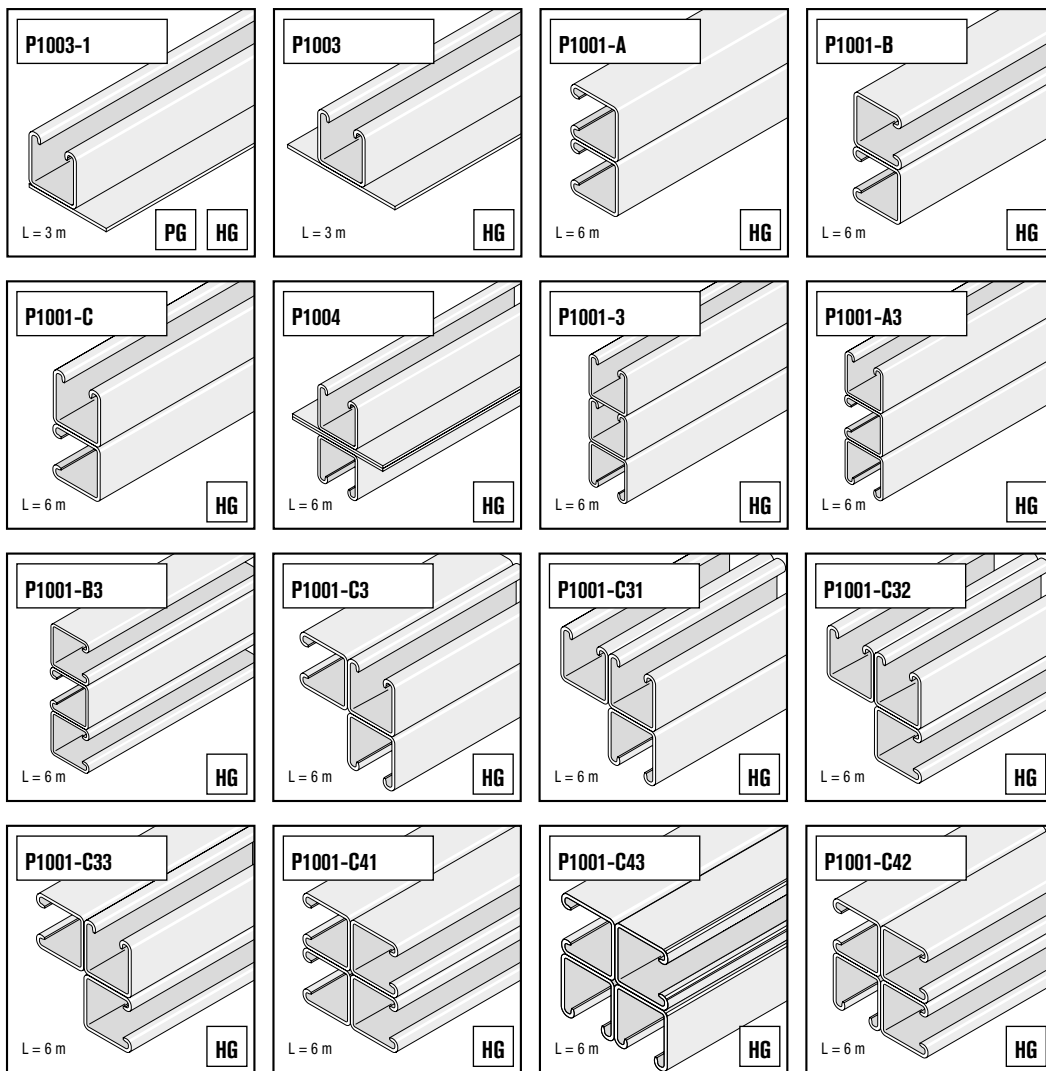 P1003-1
L = 3 m
PG HG
P1003
L = 3 m
HG
P1001-A
L = 6 m
HG
P1001-B
L = 6 m
HG
P1001-C
L = 6 m
HG
P1004
L = 6 m
HG
P1001-3
L = 6 m
HG
P1001-A3
L = 6 m
HG
P1001-B3
L = 6 m
HG
P1001-C3
L = 6 m
HG
P1001-C31
L = 6 m
HG
P1001-C32
L = 6 m
HG
P1001-C33
L = 6 m
HG
P1001-C41
L = 6 m
HG
P1001-C43
L = 6 m
HG
P1001-C42
L = 6 m
HG